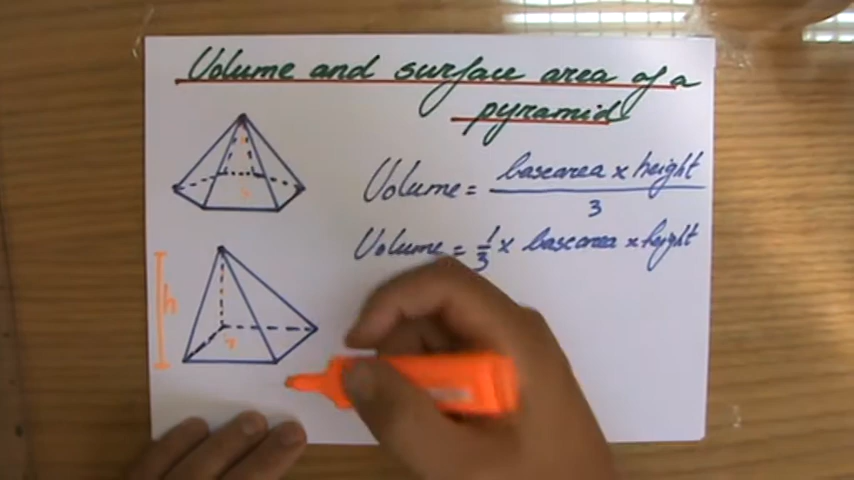 Volume and surface area of a
pyramid
Volume = basearea x height
3
Volume = 1/3 x basearea x height
h